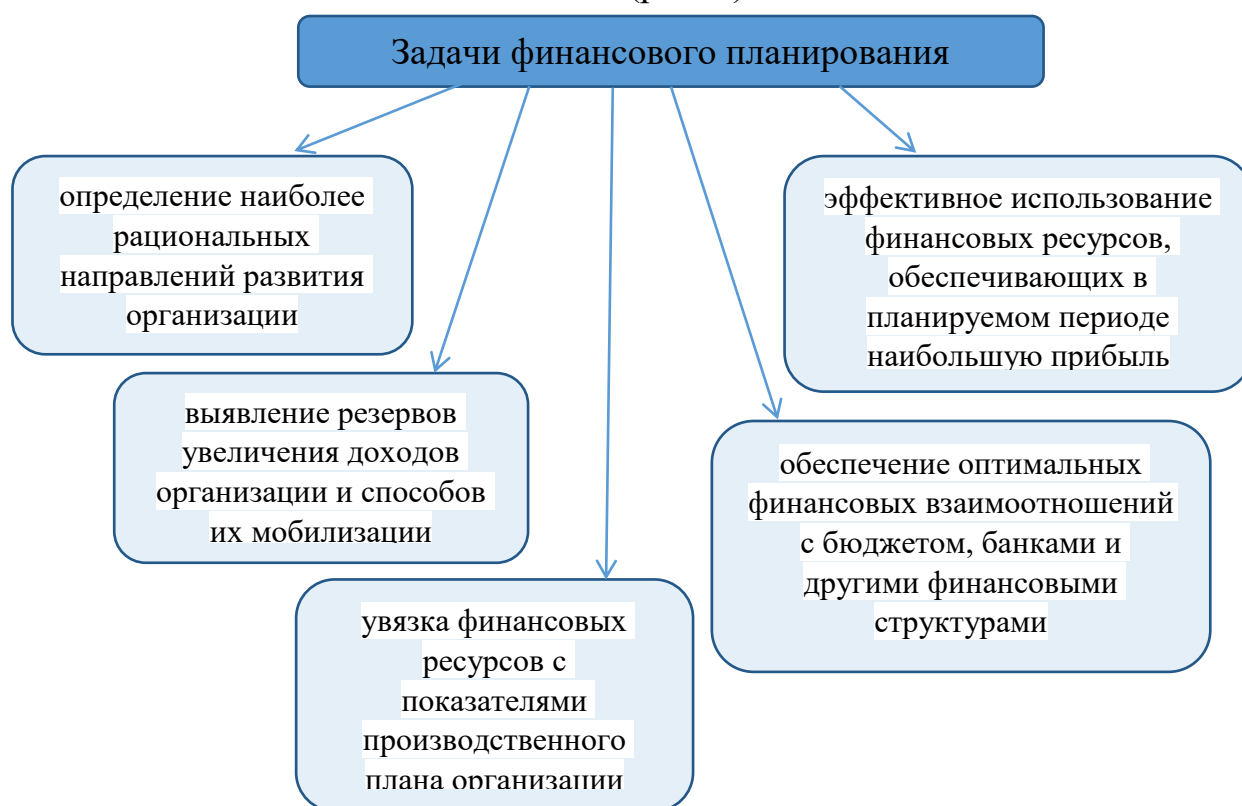 Задачи финансового планирования
определение наиболее
рациональных
направлений развития
организации
выявление резервов
увеличения доходов
организации и способов
их мобилизации
увязка финансовых
ресурсов с
показателями
производственного
плана организации
обеспечение оптимальных
финансовых взаимоотношений
с бюджетом, банками и
другими финансовыми
структурами
эффективное использование
финансовых ресурсов,
обеспечивающих в
планируемом периоде
наибольшую прибыль